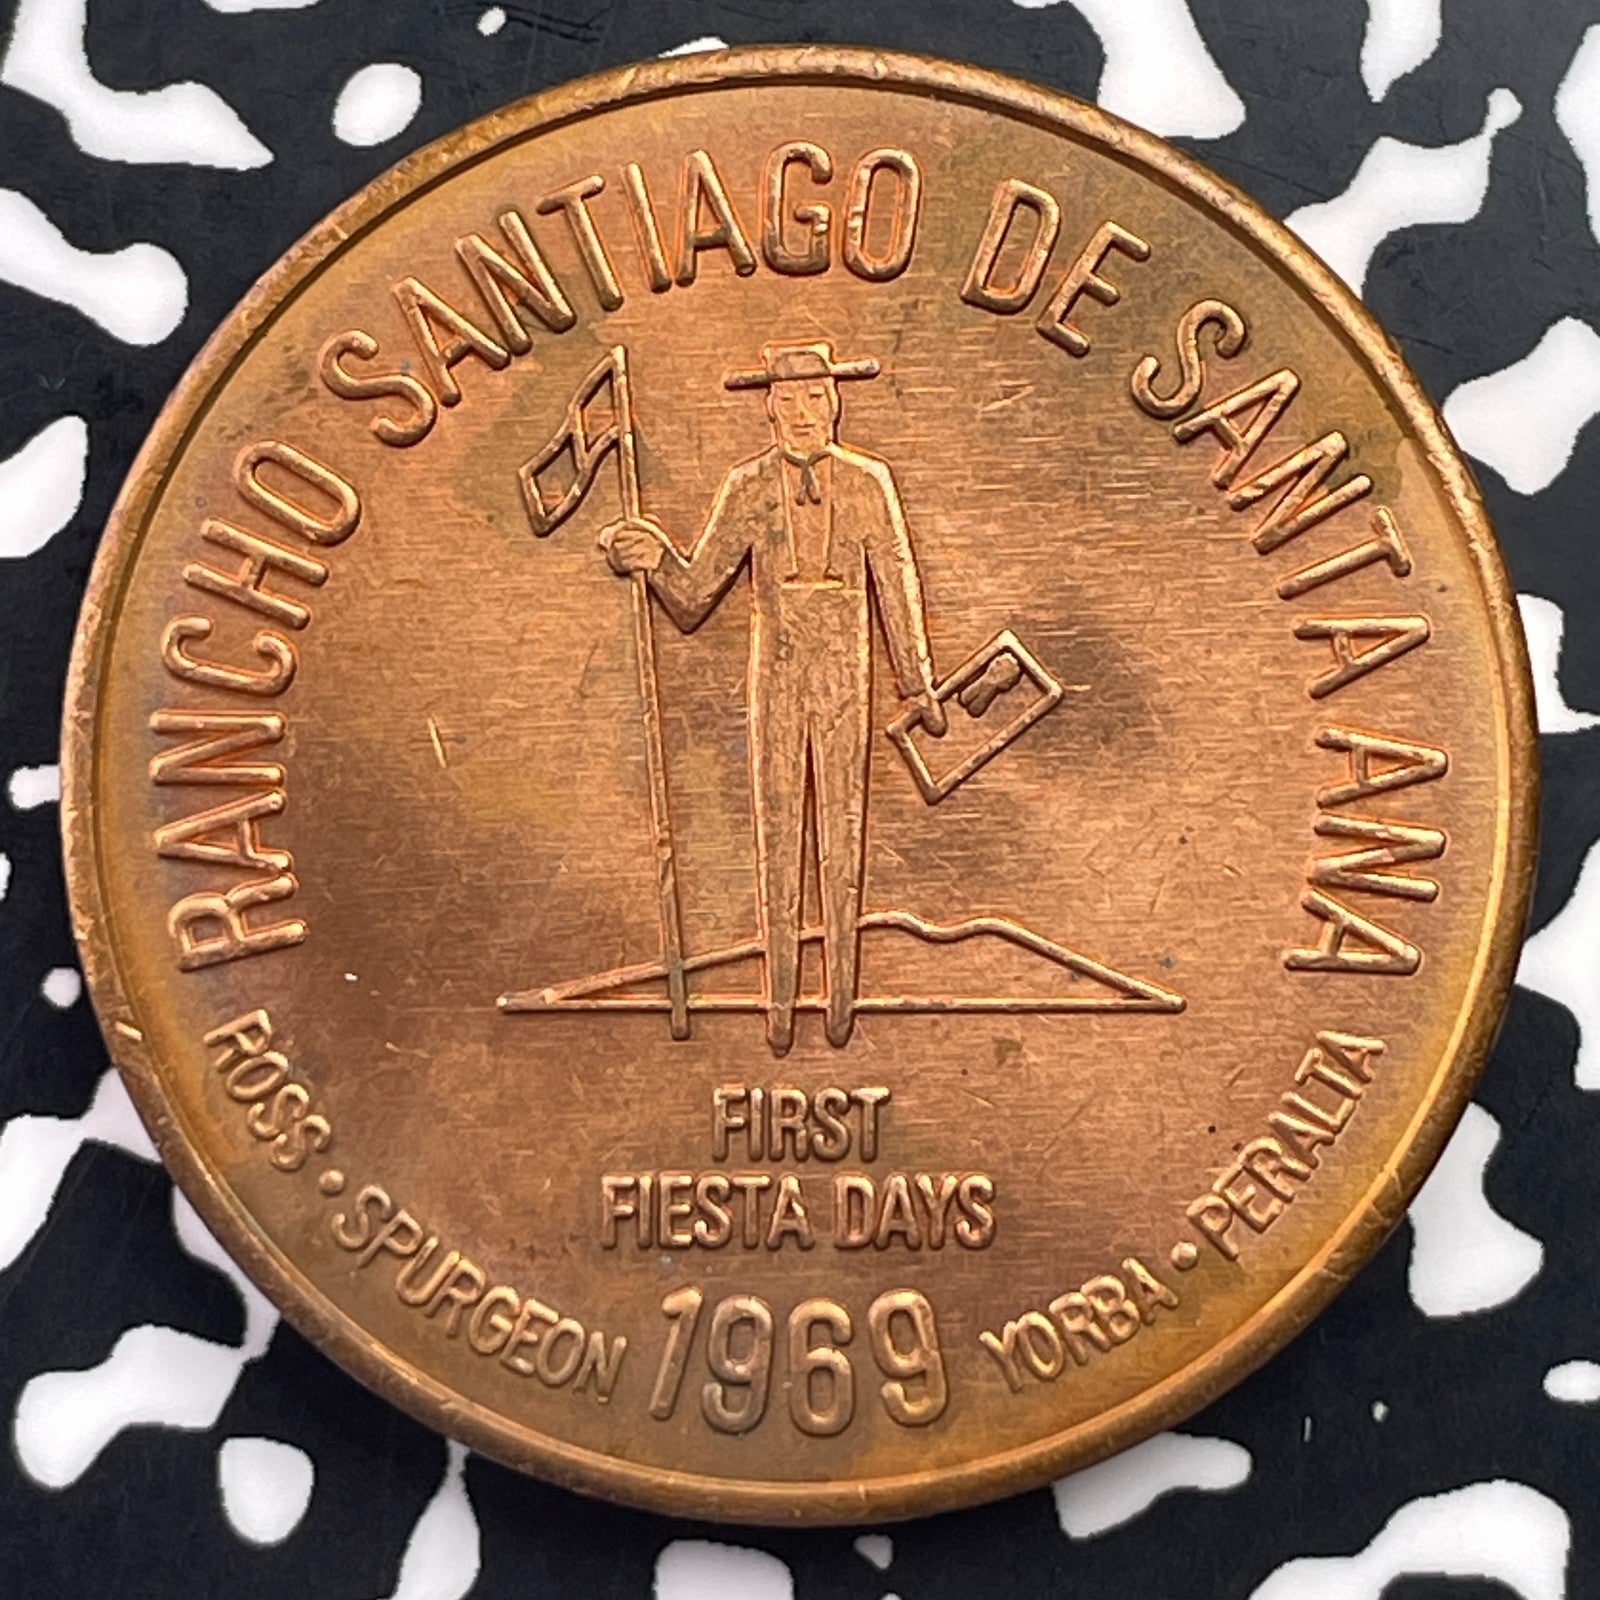 RANCHO SANTIAGO DE SANTA ANA
FIRST
FIESTA DAYS
1969
ROSS · SPURGEON
YORBA · PERALTA